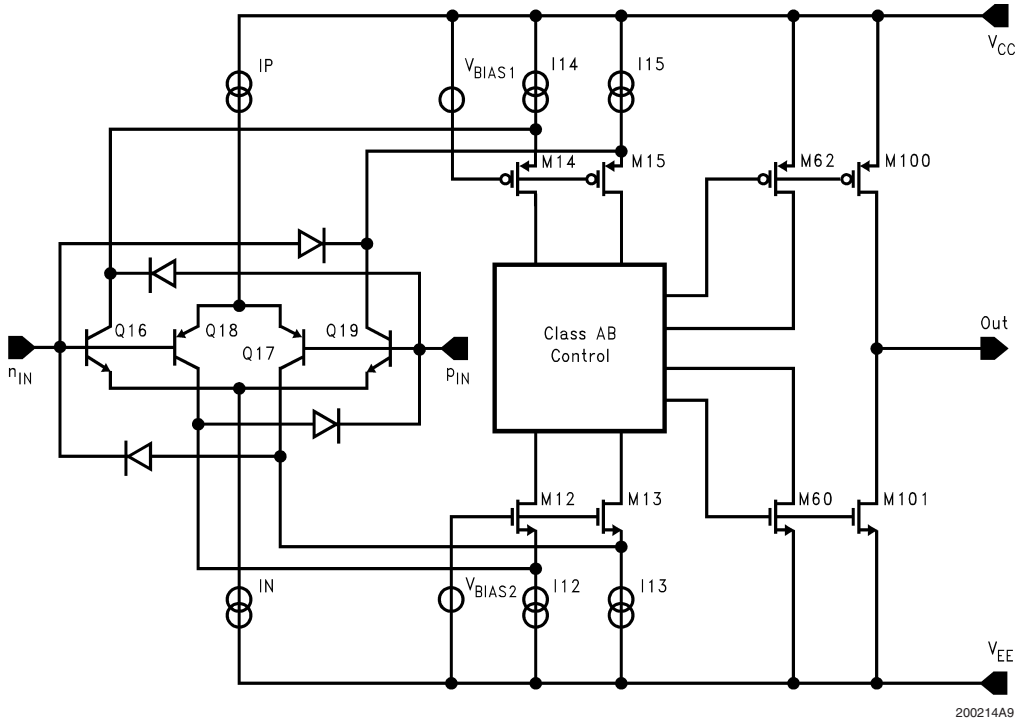 V_CC
IP
V_BIAS1
I14
I15
M14
M15
M62
M100
Class AB
Control
Out
Q16
Q18
Q17
Q19
n_IN
p_IN
M12
M13
M60
M101
IN
V_BIAS2
I12
I13
V_EE
200214A9